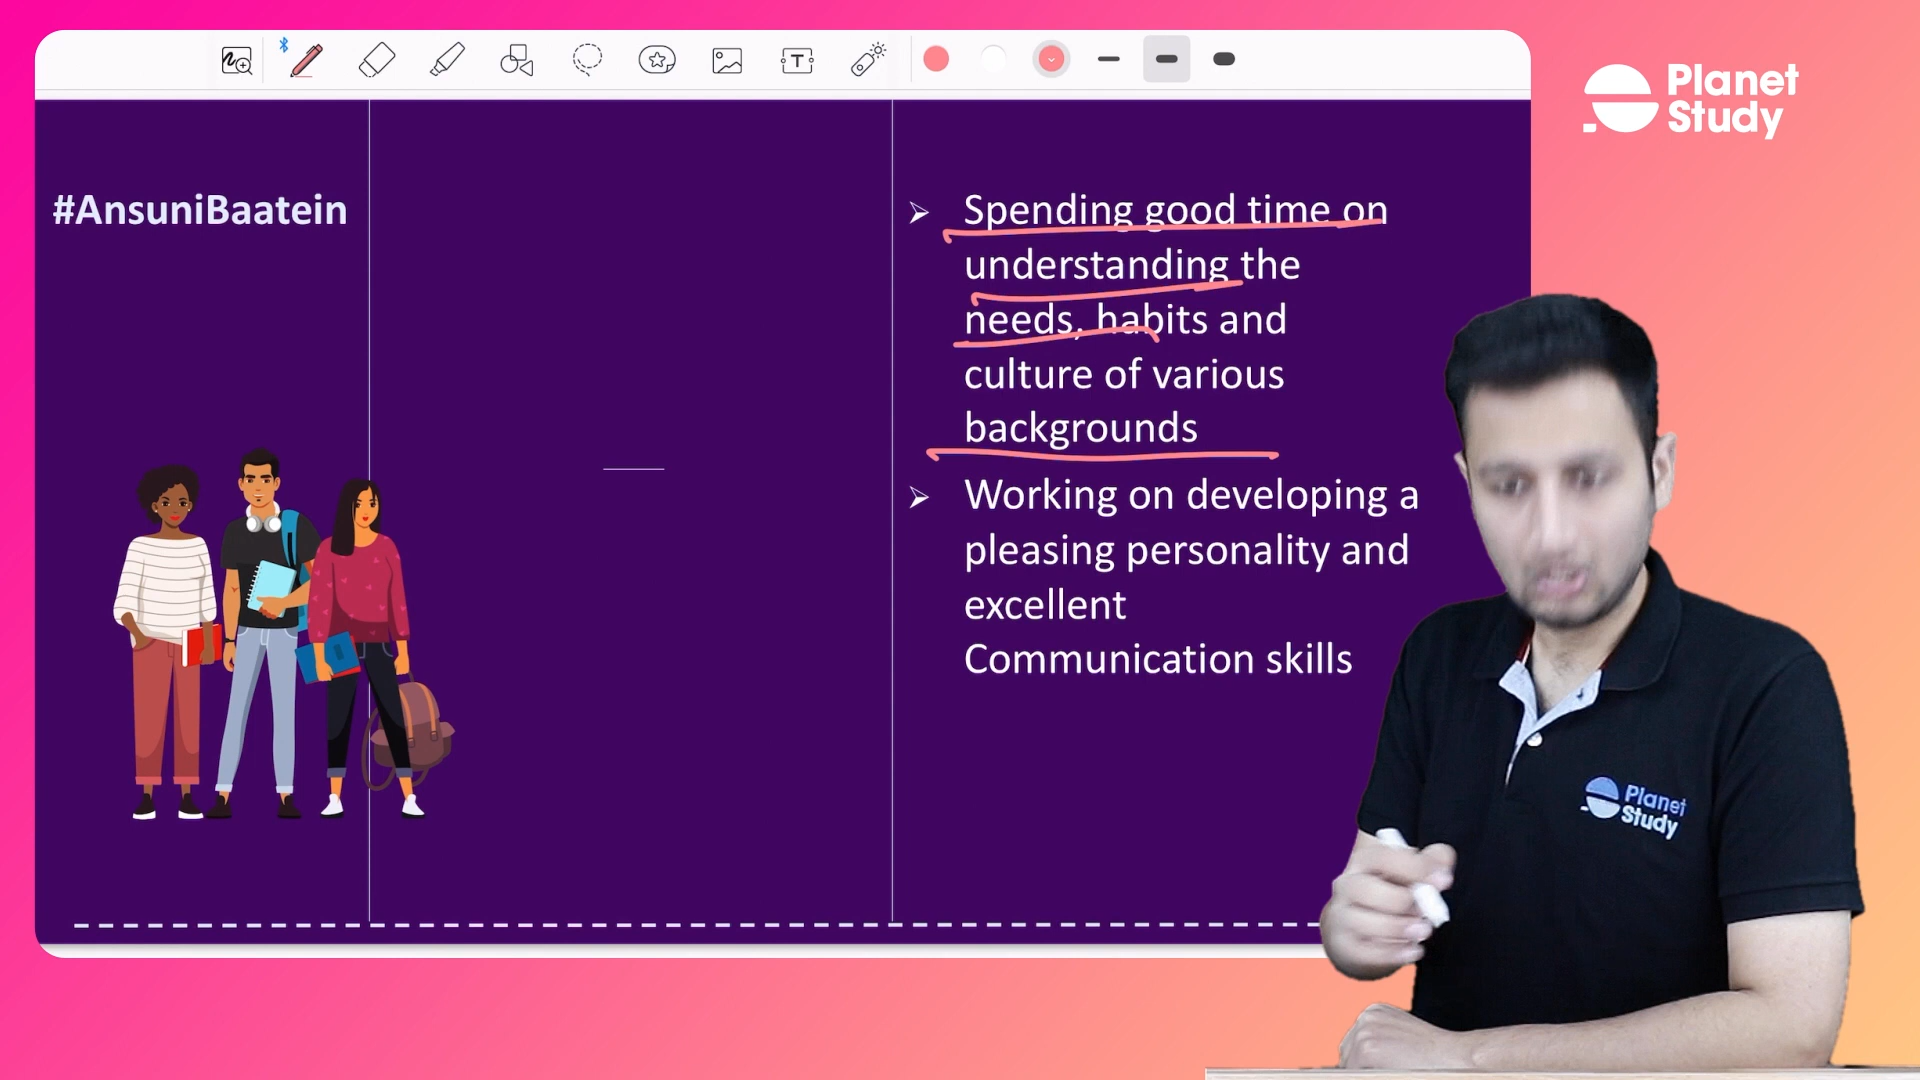 Planet
Study
#AnsuniBaatein
➢ Spending good time on
understanding the
needs, habits and
culture of various
backgrounds
➢ Working on developing a
pleasing personality and
excellent
Communication skills
Planet
Study